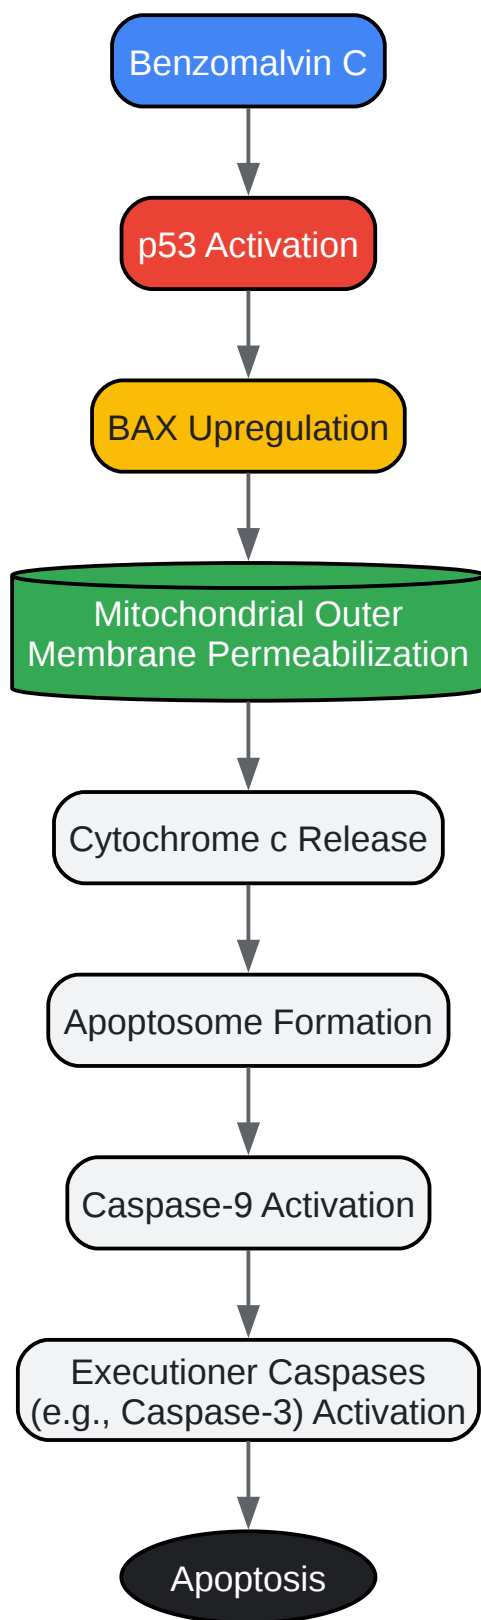 Benzomalvin C
p53 Activation
BAX Upregulation
Mitochondrial Outer
Membrane Permeabilization
Cytochrome c Release
Apoptosome Formation
Caspase-9 Activation
Executioner Caspases
(e.g., Caspase-3) Activation
Apoptosis